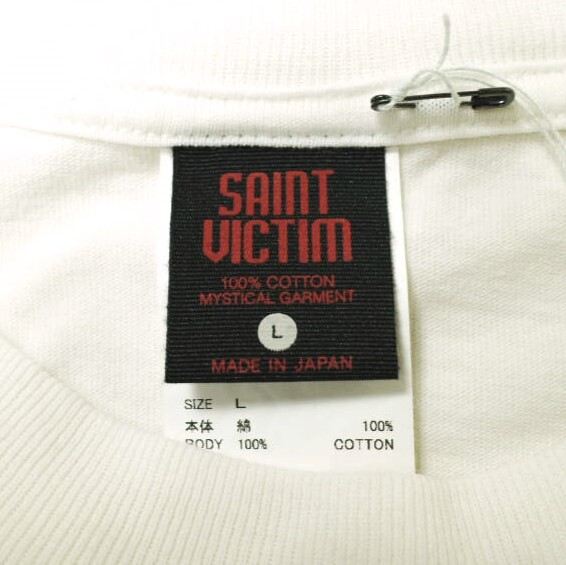 SAINT
VICTIM
100% COTTON
MYSTICAL GARMENT
L
MADE IN JAPAN
SIZE L
本体 綿 100%
BODY 100% COTTON